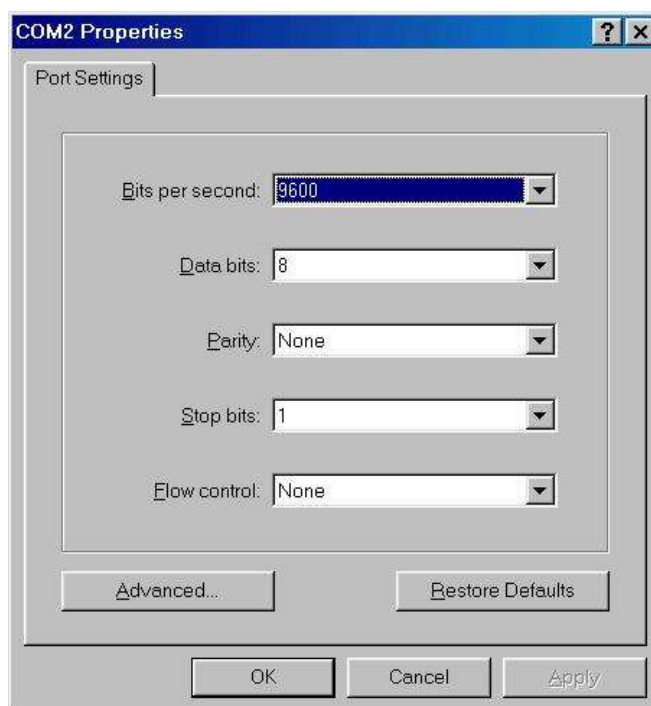 COM2 Properties
Port Settings
Bits per second: 9600
Data bits: 8
Parity: None
Stop bits: 1
Flow control: None
Advanced... Restore Defaults
OK Cancel Apply